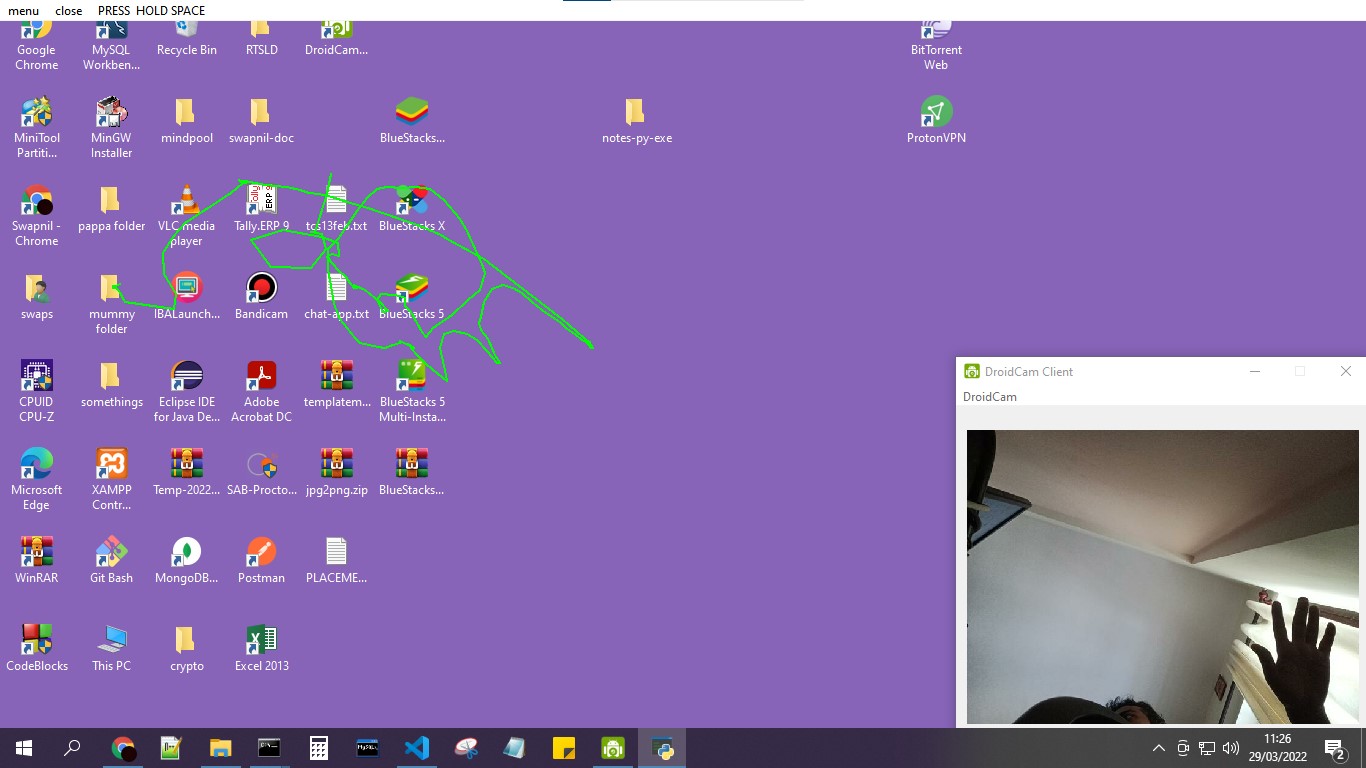 menu close PRESS HOLD SPACE
Google Chrome
MySQL Workben...
Recycle Bin
RTSLD
DroidCam...
BitTorrent Web
MiniTool Partiti...
MinGW Installer
mindpool
swapnil-doc
BlueStacks...
notes-py-exe
ProtonVPN
Swapnil - Chrome
pappa folder
VLC media player
Tally.ERP 9
tcs13feb.txt
BlueStacks X
swaps
mummy folder
IBALaunch...
Bandicam
chat-app.txt
BlueStacks 5
CPUID CPU-Z
somethings
Eclipse IDE for Java De...
Adobe Acrobat DC
templatem...
BlueStacks 5 Multi-Insta...
DroidCam Client
DroidCam
Microsoft Edge
XAMPP Contr...
Temp-2022...
SAB-Procto...
jpg2png.zip
BlueStacks...
WinRAR
Git Bash
MongoDB...
Postman
PLACEME...
CodeBlocks
This PC
crypto
Excel 2013
11:26
29/03/2022
2